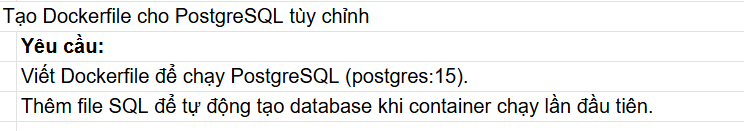 Tạo Dockerfile cho PostgreSQL tùy chỉnh
Yêu cầu:
Viết Dockerfile để chạy PostgreSQL (postgres:15).
Thêm file SQL để tự động tạo database khi container chạy lần đầu tiên.